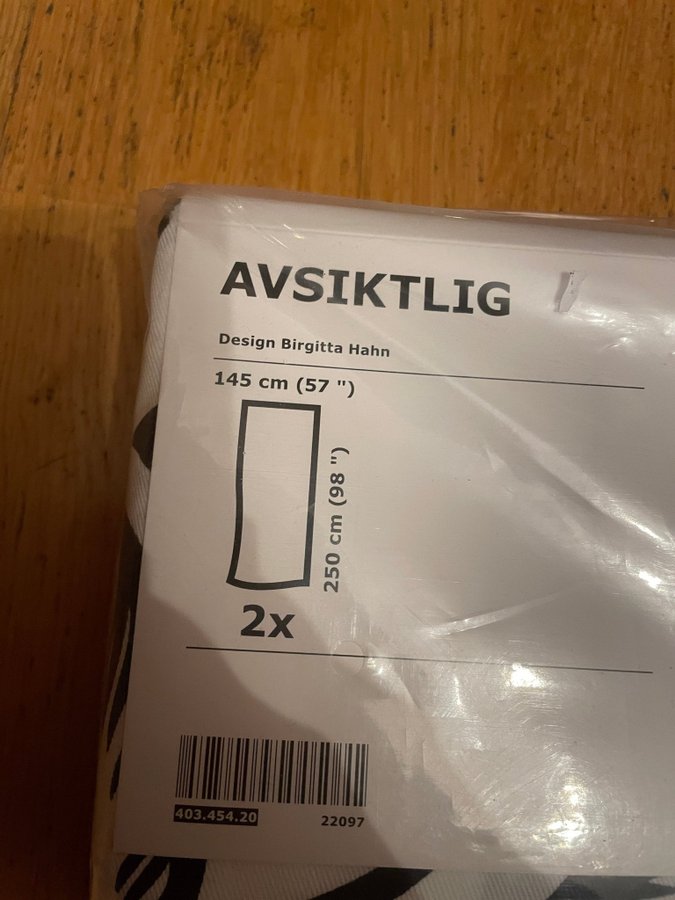 AVSIKTLIG
Design Birgitta Hahn
145 cm (57 ")
250 cm (98 ")
2x
403.454.20
22097